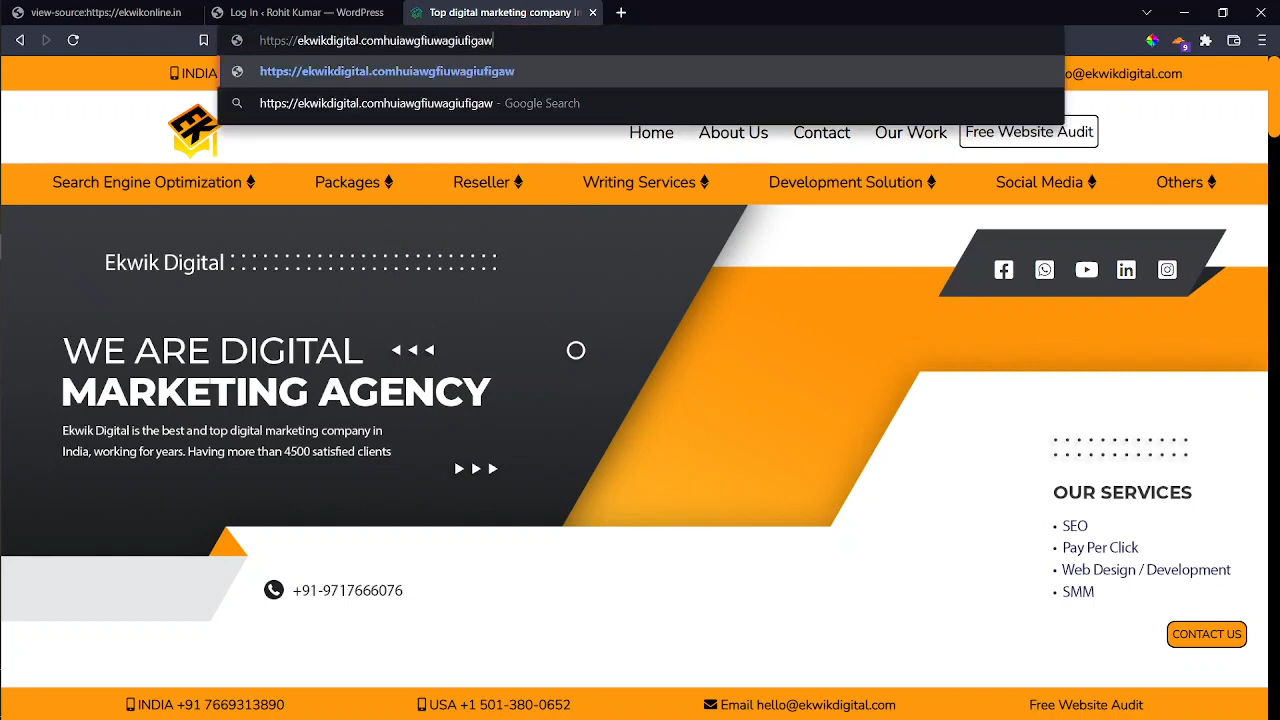 view-source:https://ekwikonline.in
Log In ‹ Rohit Kumar — WordPress
Top digital marketing company In
https://ekwikdigital.comhuiawgfiuwagiufigaw
9
https://ekwikdigital.comhuiawgfiuwagiufigaw
https://ekwikdigital.comhuiawgfiuwagiufigaw - Google Search
INDIA
o@ekwikdigital.com
EK
Home About Us Contact Our Work Free Website Audit
Search Engine Optimization Packages Reseller Writing Services Development Solution Social Media Others
Ekwik Digital
WE ARE DIGITAL
MARKETING AGENCY
Ekwik Digital is the best and top digital marketing company in
India, working for years. Having more than 4500 satisfied clients
+91-9717666076
OUR SERVICES
• SEO
• Pay Per Click
• Web Design / Development
• SMM
CONTACT US
INDIA +91 7669313890 USA +1 501-380-0652 Email hello@ekwikdigital.com Free Website Audit